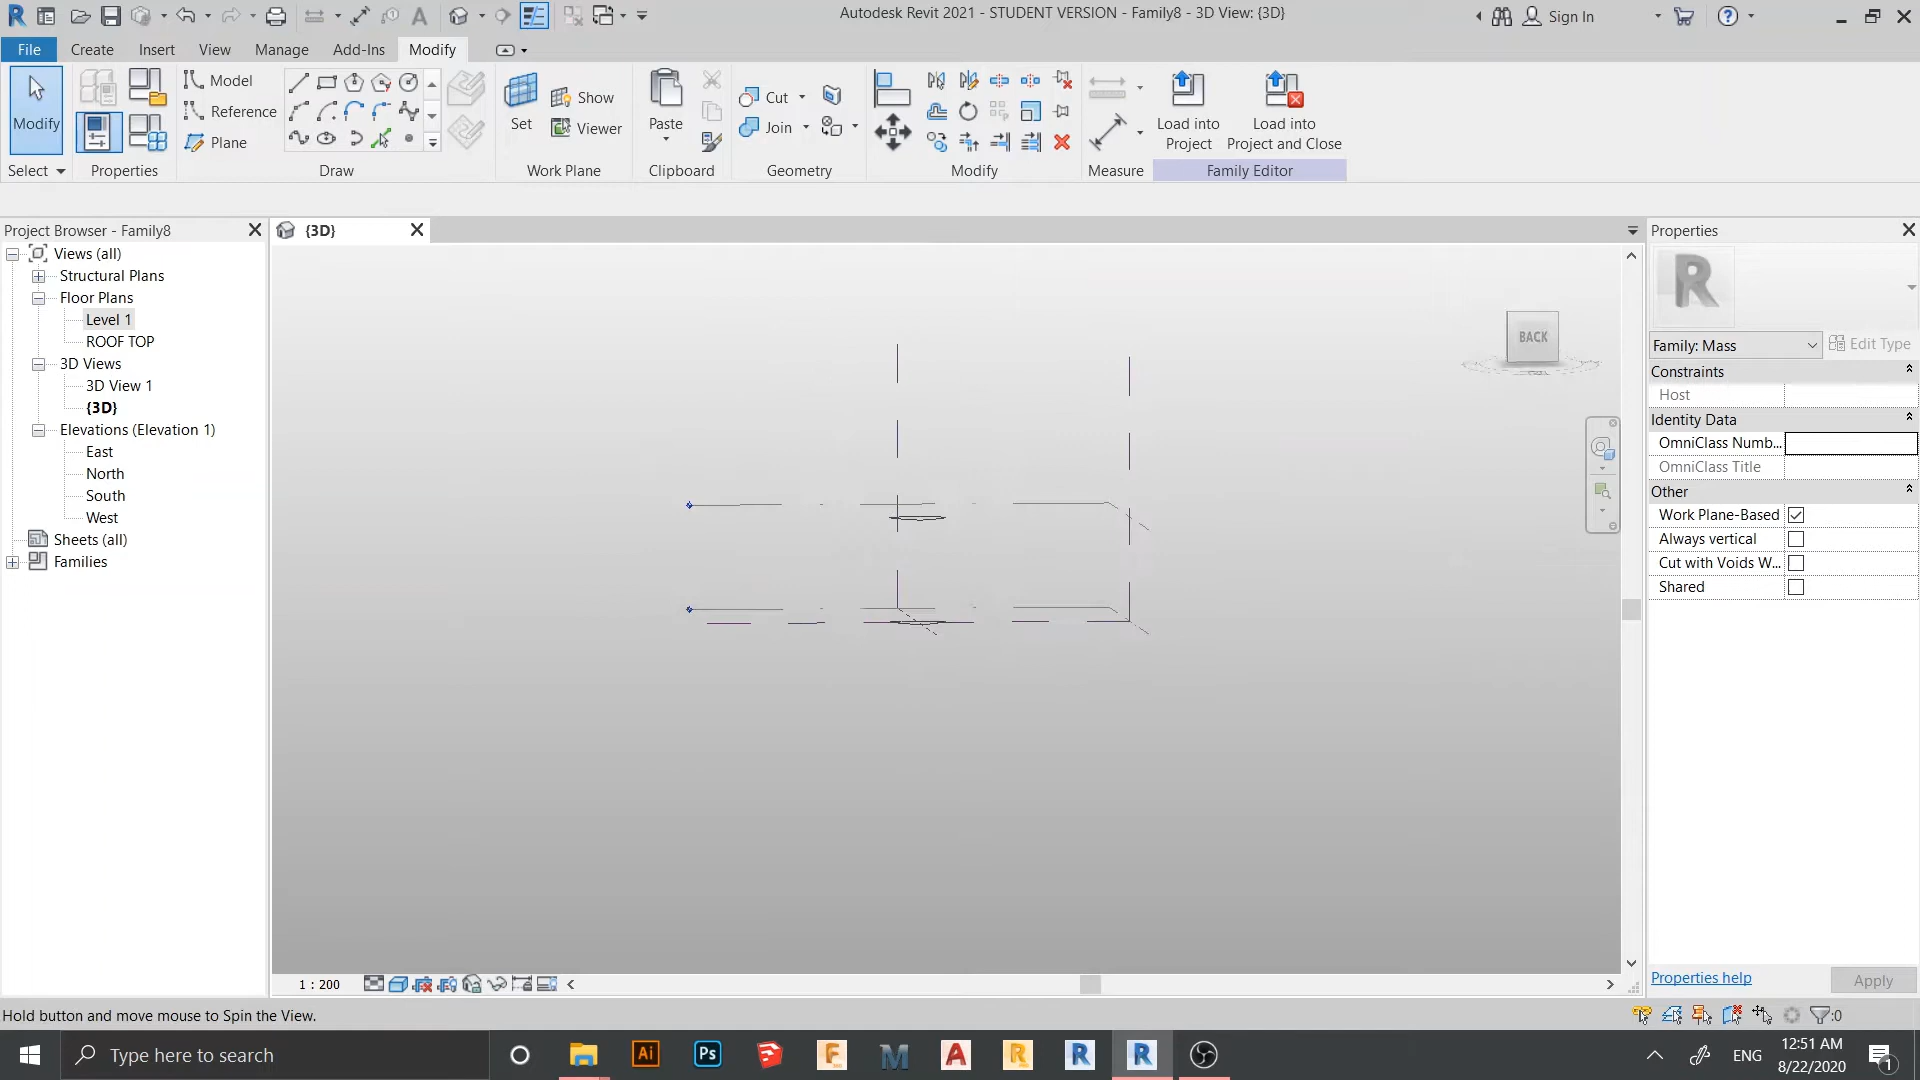 Autodesk Revit 2021 - STUDENT VERSION - Family8 - 3D View: {3D}
Sign In
File Create Insert View Manage Add-Ins Modify
Modify
Model
Reference
Plane
Set
Show
Viewer
Paste
Cut
Join
Load into
Project
Load into
Project and Close
Select Properties Draw Work Plane Clipboard Geometry Modify Measure Family Editor
Project Browser - Family8
Views (all)
Structural Plans
Floor Plans
Level 1
ROOF TOP
3D Views
3D View 1
{3D}
Elevations (Elevation 1)
East
North
South
West
Sheets (all)
Families
{3D}
BACK
Properties
R
Family: Mass
Edit Type
Constraints
Host
Identity Data
OmniClass Numb...
OmniClass Title
Other
Work Plane-Based
Always vertical
Cut with Voids W...
Shared
Properties help
Apply
1 : 200
Hold button and move mouse to Spin the View.
:0
Type here to search
Ai
Ps
F
M
A
R
R
R
ENG
12:51 AM
8/22/2020
1